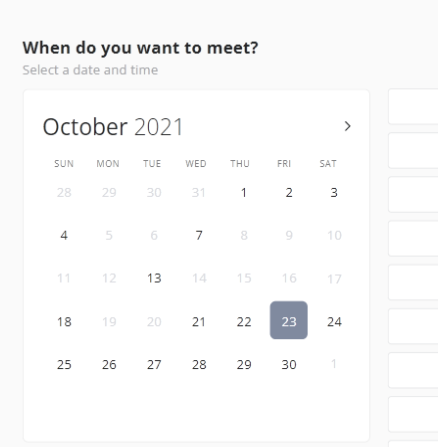 When do you want to meet?
Select a date and time
October 2021
SUN MON TUE WED THU FRI SAT
28 29 30 31 1 2 3
4 5 6 7 8 9 10
11 12 13 14 15 16 17
18 19 20 21 22 23 24
25 26 27 28 29 30 1